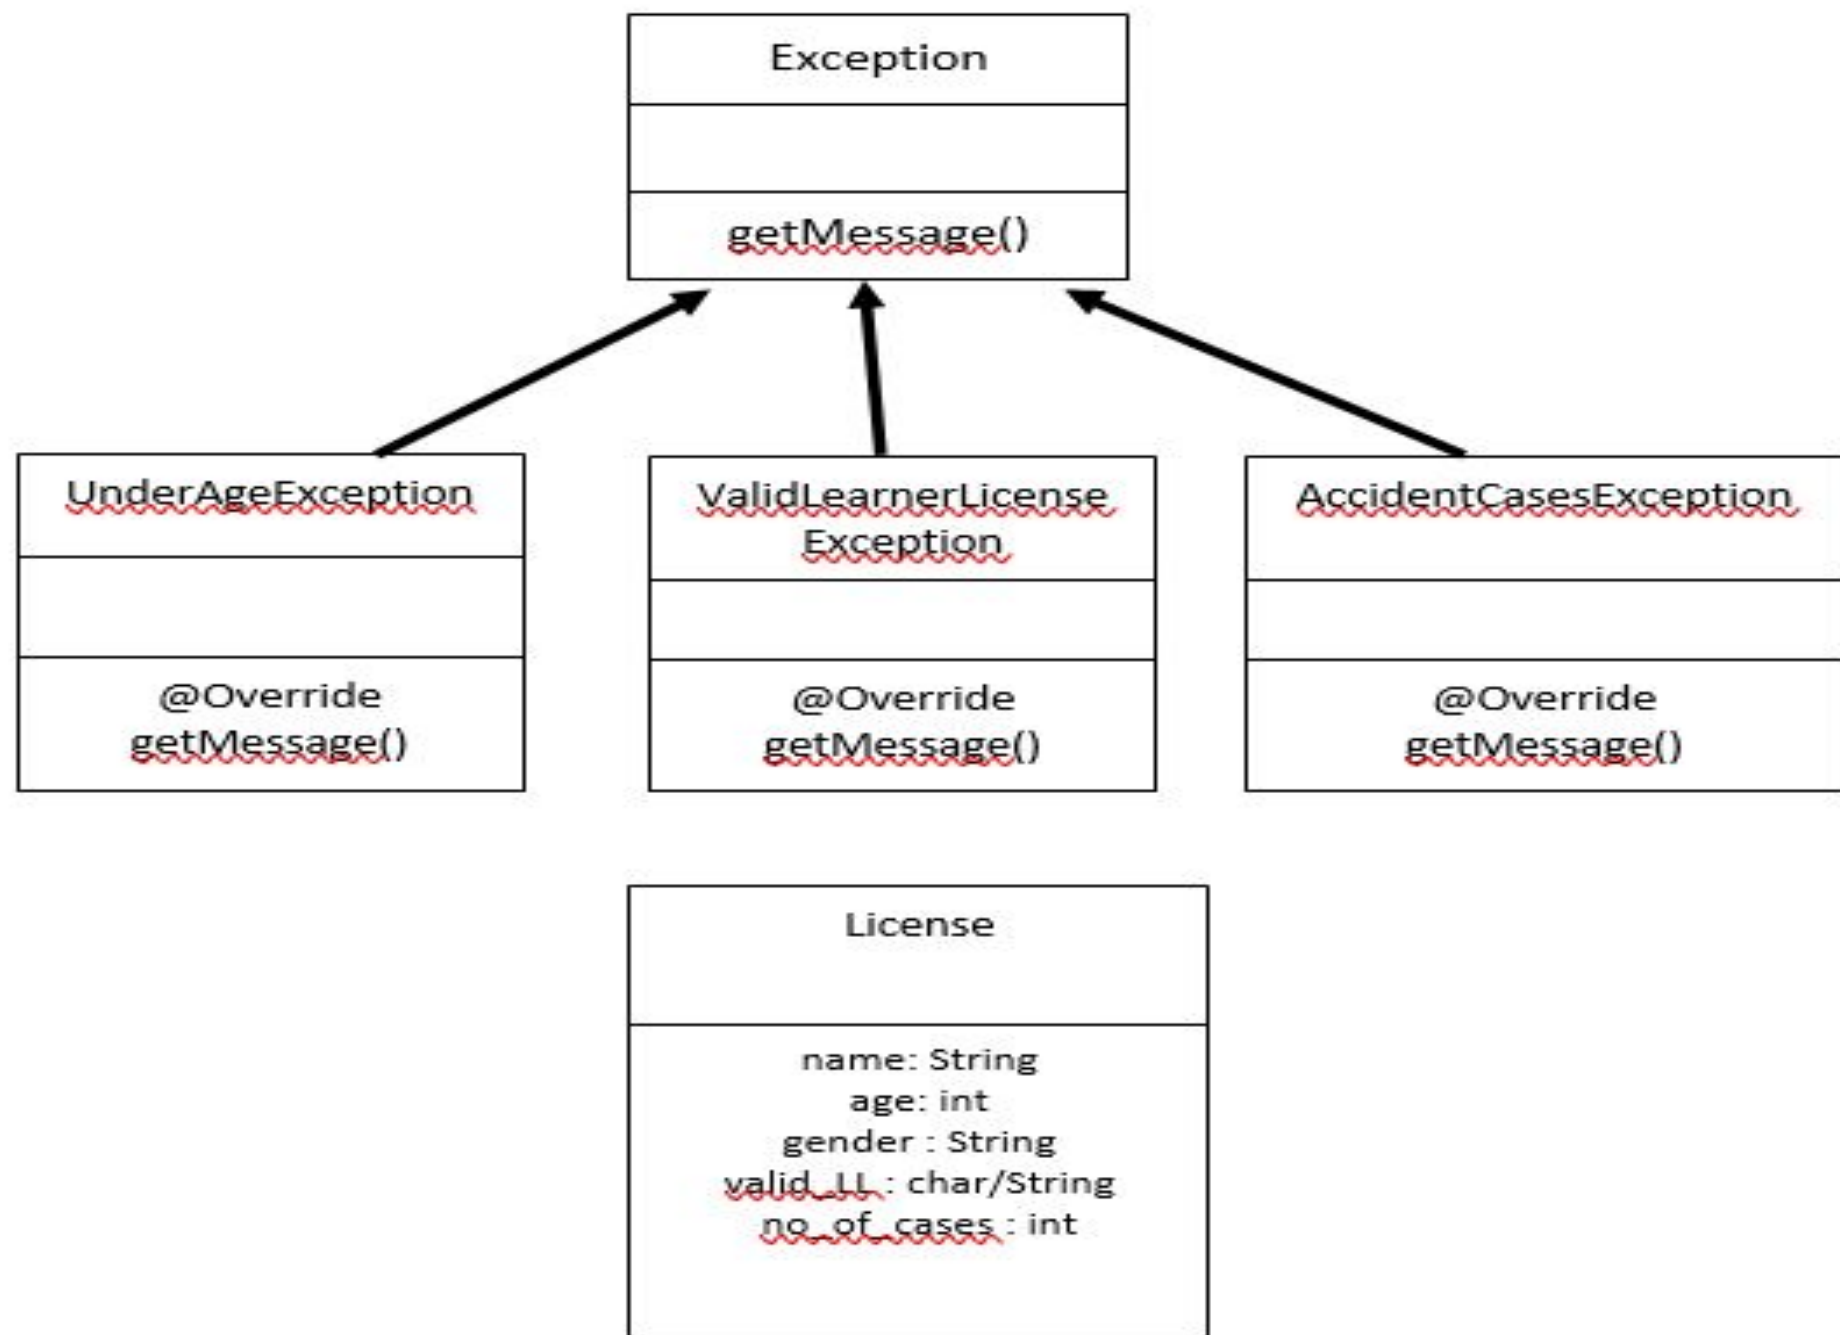 Exception
getMessage()
UnderAgeException
@Override
getMessage()
ValidLearnerLicense
Exception
@Override
getMessage()
AccidentCasesException
@Override
getMessage()
License
name: String
age: int
gender : String
valid_LL : char/String
no_of_cases : int